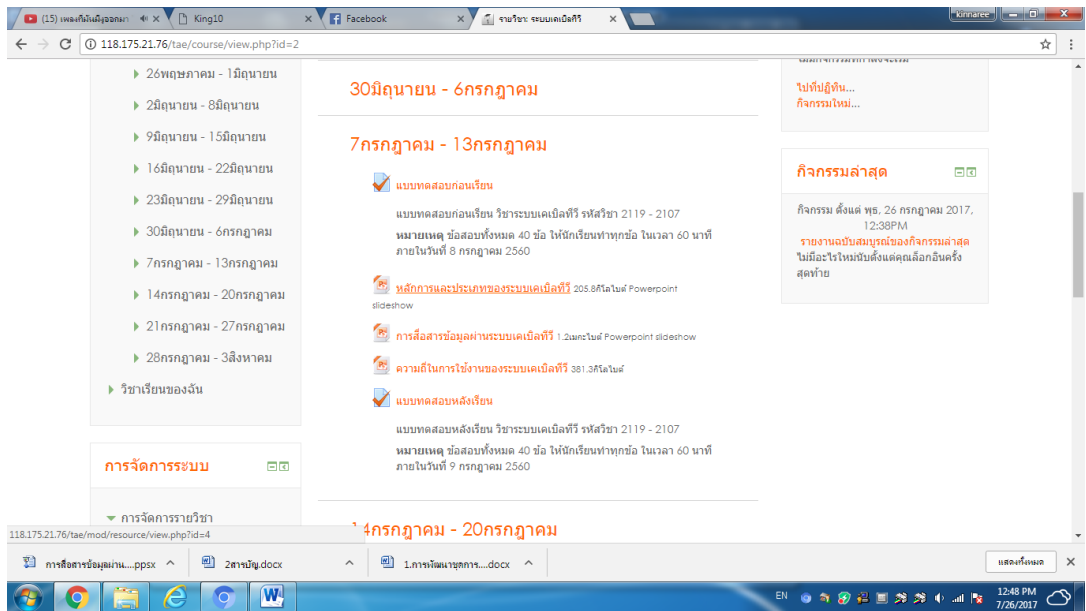 (15) เพลงที่มันมีงูออกมา
King10
Facebook
รายวิชา: ระบบเคเบิลทีวี
kinnaree
118.175.21.76/tae/course/view.php?id=2
26พฤษภาคม - 1มิถุนายน
2มิถุนายน - 8มิถุนายน
9มิถุนายน - 15มิถุนายน
16มิถุนายน - 22มิถุนายน
23มิถุนายน - 29มิถุนายน
30มิถุนายน - 6กรกฎาคม
7กรกฎาคม - 13กรกฎาคม
14กรกฎาคม - 20กรกฎาคม
21กรกฎาคม - 27กรกฎาคม
28กรกฎาคม - 3สิงหาคม
วิชาเรียนของฉัน
การจัดการระบบ
การจัดการรายวิชา
118.175.21.76/tae/mod/resource/view.php?id=4
30มิถุนายน - 6กรกฎาคม
7กรกฎาคม - 13กรกฎาคม
แบบทดสอบก่อนเรียน
แบบทดสอบก่อนเรียน วิชาระบบเคเบิลทีวี รหัสวิชา 2119 - 2107
หมายเหตุ ข้อสอบทั้งหมด 40 ข้อ ให้นักเรียนทำทุกข้อ ในเวลา 60 นาที
ภายในวันที่ 8 กรกฎาคม 2560
หลักการและประเภทของระบบเคเบิลทีวี 205.8กิโลไบต์ Powerpoint
slideshow
การสื่อสารข้อมูลผ่านระบบเคเบิลทีวี 1.2เมกะไบต์ Powerpoint slideshow
ความถี่ในการใช้งานของระบบเคเบิลทีวี 381.3กิโลไบต์
แบบทดสอบหลังเรียน
แบบทดสอบหลังเรียน วิชาระบบเคเบิลทีวี รหัสวิชา 2119 - 2107
หมายเหตุ ข้อสอบทั้งหมด 40 ข้อ ให้นักเรียนทำทุกข้อ ในเวลา 60 นาที
ภายในวันที่ 9 กรกฎาคม 2560
14กรกฎาคม - 20กรกฎาคม
ไปที่ปฏิทิน...
กิจกรรมใหม่...
กิจกรรมล่าสุด
กิจกรรม ตั้งแต่ พุธ, 26 กรกฎาคม 2017,
12:38PM
รายงานฉบับสมบูรณ์ของกิจกรรมล่าสุด
ไม่มีอะไรใหม่นับตั้งแต่คุณล็อกอินครั้ง
สุดท้าย
การสื่อสารข้อมูลผ่าน....ppsx
2สารบัญ.docx
1.การพัฒนาชุดการ....docx
แสดงทั้งหมด
EN
12:48 PM
7/26/2017